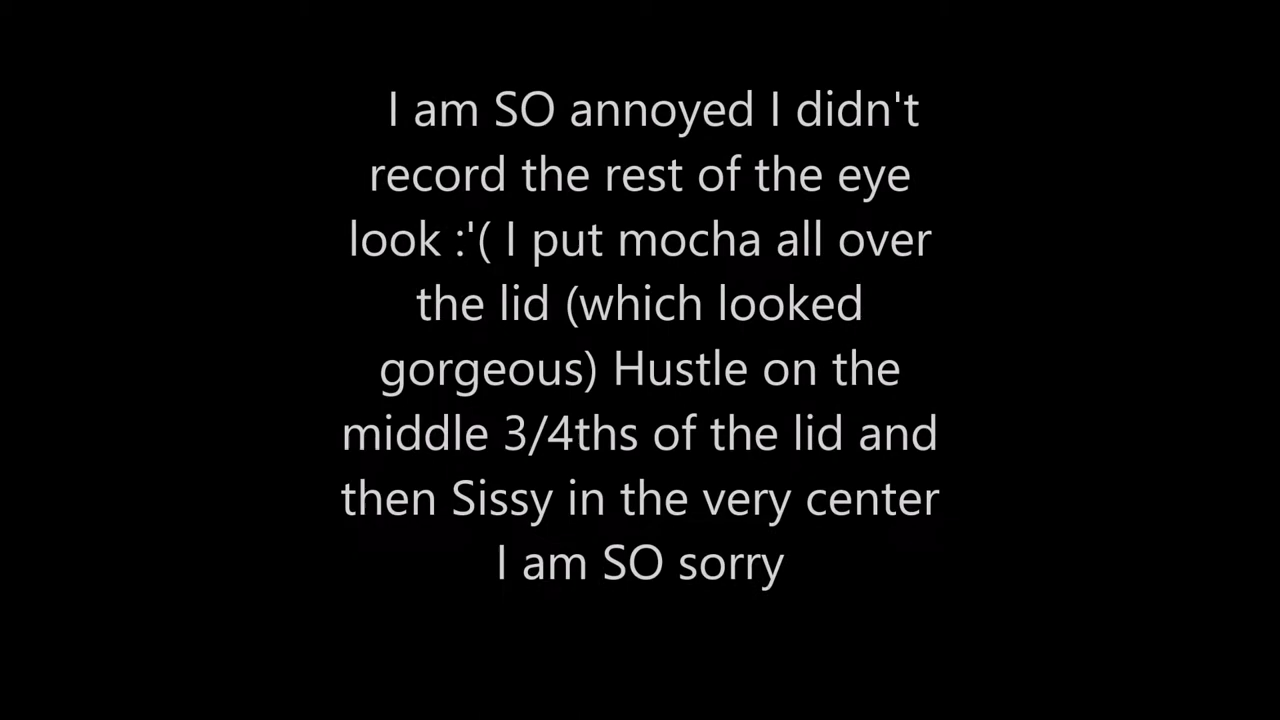 I am SO annoyed I didn't
record the rest of the eye
look :'( I put mocha all over
the lid (which looked
gorgeous) Hustle on the
middle 3/4ths of the lid and
then Sissy in the very center
I am SO sorry